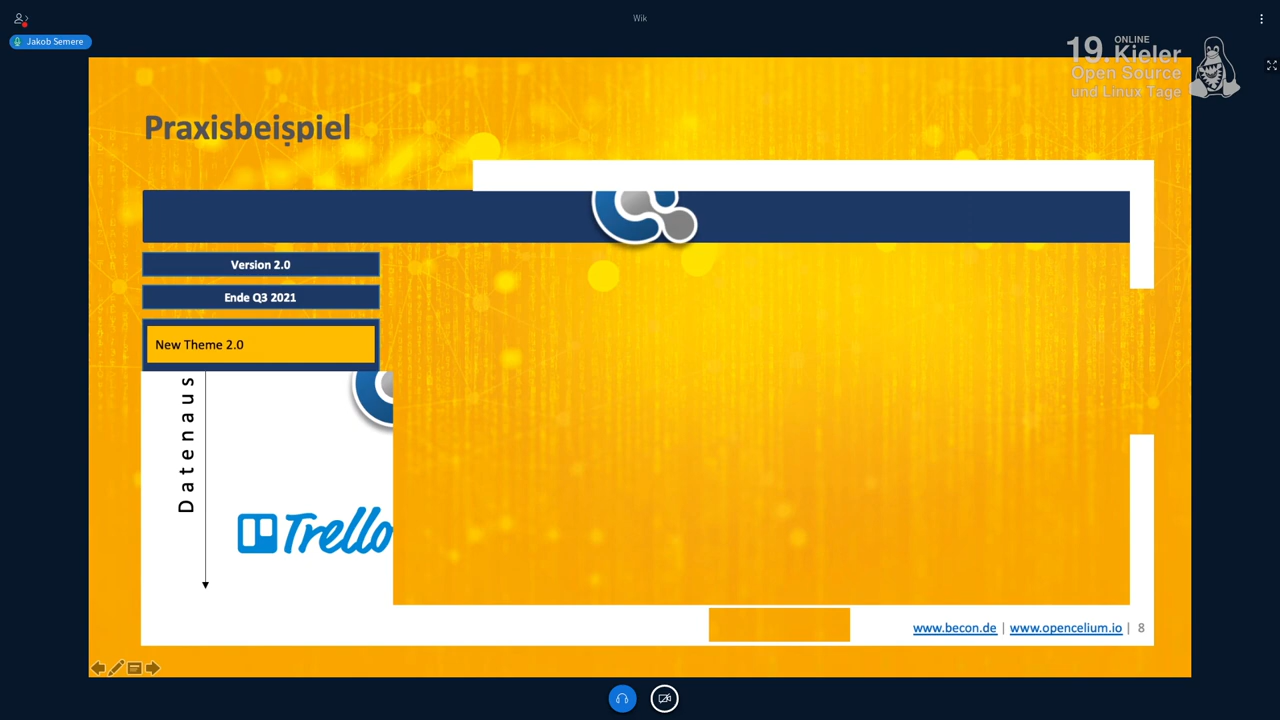 Wik
Jakob Semere
19. ONLINE
Kieler
Open Source
und Linux Tage
Praxisbeispiel
Version 2.0
Ende Q3 2021
New Theme 2.0
Datenaus
Trello
www.becon.de | www.opencelium.io | 8